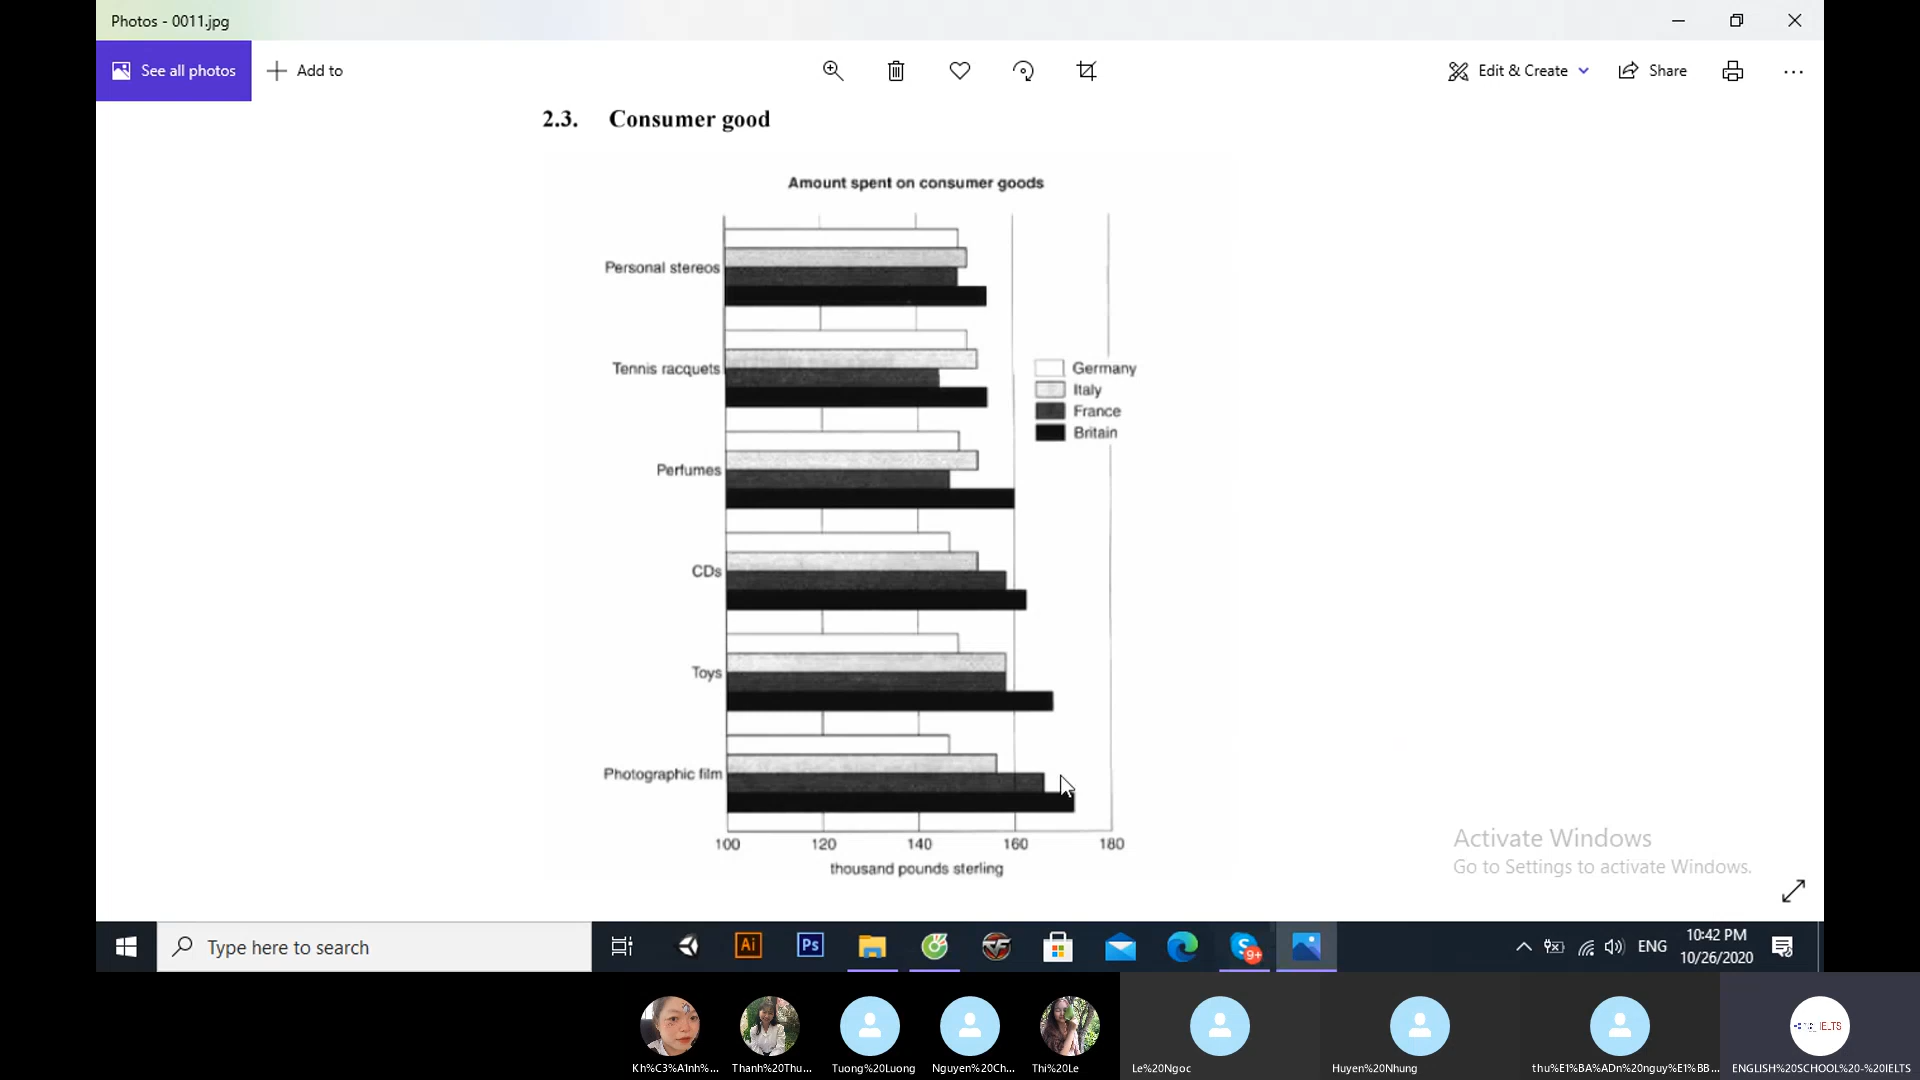 Photos - 0011.jpg
See all photos
Add to
Edit & Create
Share
2.3. Consumer good
Amount spent on consumer goods
Personal stereos
Tennis racquets
Perfumes
CDs
Toys
Photographic film
Germany
Italy
France
Britain
100 120 140 160 180
thousand pounds sterling
Activate Windows
Go to Settings to activate Windows.
Type here to search
Ai
Ps
9+
ENG
10:42 PM
10/26/2020
Kh%C3%A1nh%...
Thanh%20Thu...
Tuong%20Luong
Nguyen%20Ch...
Thi%20Le
Le%20Ngoc
Huyen%20Nhung
thu%E1%BA%ADn%20nguy%E1%BB...
ENGLISH%20SCHOOL%20-%20IELTS
IELTS